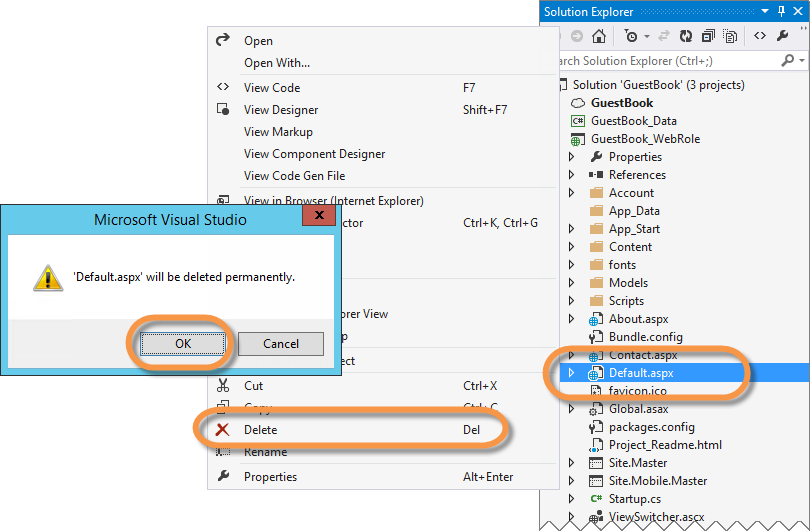 Solution Explorer
Search Solution Explorer (Ctrl+;)
Solution 'GuestBook' (3 projects)
GuestBook
C# GuestBook_Data
GuestBook_WebRole
Properties
References
Account
App_Data
App_Start
Content
fonts
Models
Scripts
About.aspx
Bundle.config
Contact.aspx
Default.aspx
favicon.ico
Global.asax
packages.config
Project_Readme.html
Site.Master
Site.Mobile.Master
C# Startup.cs
ViewSwitcher.ascx
Open
Open With...
View Code F7
View Designer Shift+F7
View Markup
View Component Designer
View Code Gen File
View in Browser (Internet Explorer)
ctor Ctrl+K, Ctrl+G
orer View
p
ect
Cut Ctrl+X
Copy Ctrl+C
Delete Del
Rename
Properties Alt+Enter
Microsoft Visual Studio
x
'Default.aspx' will be deleted permanently.
OK Cancel